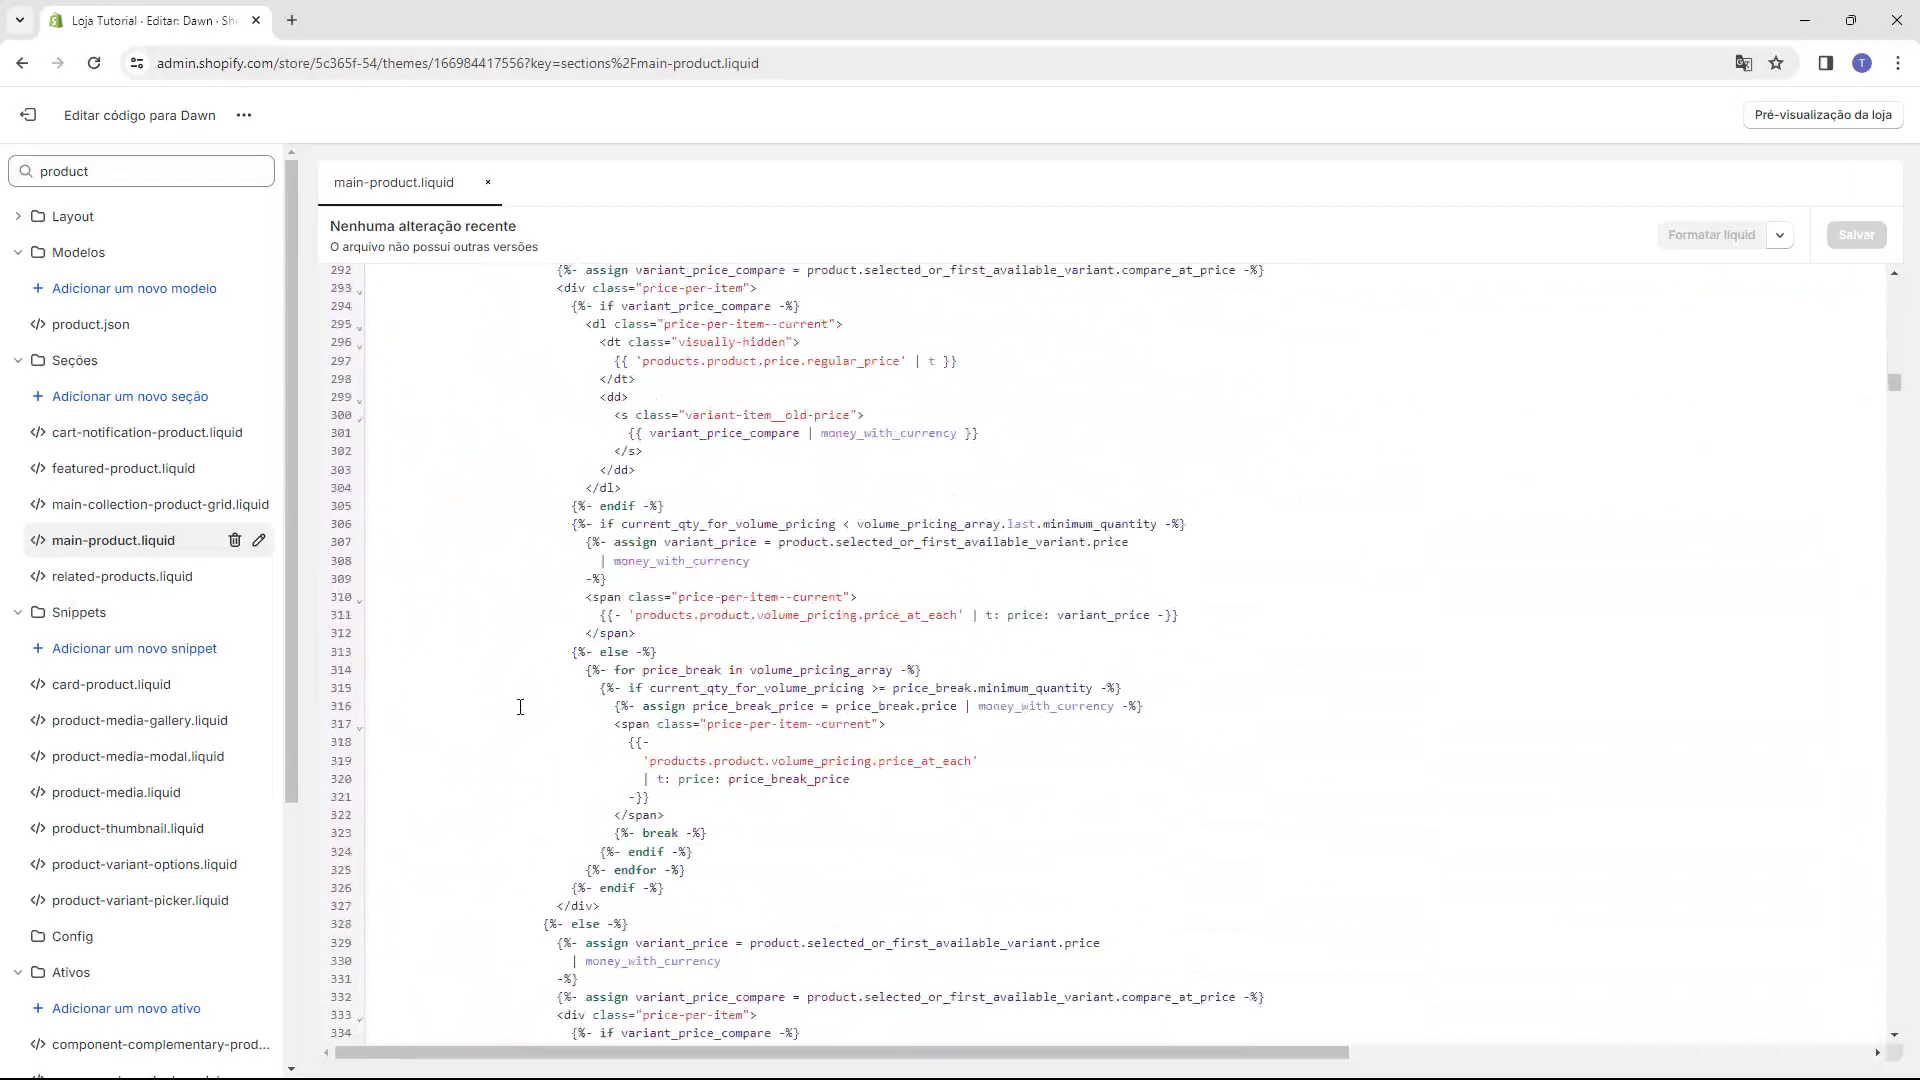 Loja Tutorial · Editar: Dawn · Sh
admin.shopify.com/store/5c365f-54/themes/166984417556?key=sections%2Fmain-product.liquid
T
Editar código para Dawn
Pré-visualização da loja
product
Layout
Modelos
+ Adicionar um novo modelo
</> product.json
Seções
+ Adicionar um novo seção
</> cart-notification-product.liquid
</> featured-product.liquid
</> main-collection-product-grid.liquid
</> main-product.liquid
</> related-products.liquid
Snippets
+ Adicionar um novo snippet
</> card-product.liquid
</> product-media-gallery.liquid
</> product-media-modal.liquid
</> product-media.liquid
</> product-thumbnail.liquid
</> product-variant-options.liquid
</> product-variant-picker.liquid
Config
Ativos
+ Adicionar um novo ativo
</> component-complementary-prod...
main-product.liquid
Nenhuma alteração recente
O arquivo não possui outras versões
Formatar líquid
Salvar
292 {%- assign variant_price_compare = product.selected_or_first_available_variant.compare_at_price -%}
293 <div class="price-per-item">
294 {%- if variant_price_compare -%}
295 <dl class="price-per-item--current">
296 <dt class="visually-hidden">
297 {{ 'products.product.price.regular_price' | t }}
298 </dt>
299 <dd>
300 <s class="variant-item__old-price">
301 {{ variant_price_compare | money_with_currency }}
302 </s>
303 </dd>
304 </dl>
305 {%- endif -%}
306 {%- if current_qty_for_volume_pricing < volume_pricing_array.last.minimum_quantity -%}
307 {%- assign variant_price = product.selected_or_first_available_variant.price
308 | money_with_currency
309 -%}
310 <span class="price-per-item--current">
311 {{- 'products.product.volume_pricing.price_at_each' | t: price: variant_price -}}
312 </span>
313 {%- else -%}
314 {%- for price_break in volume_pricing_array -%}
315 {%- if current_qty_for_volume_pricing >= price_break.minimum_quantity -%}
316 {%- assign price_break_price = price_break.price | money_with_currency -%}
317 <span class="price-per-item--current">
318 {{-
319 'products.product.volume_pricing.price_at_each'
320 | t: price: price_break_price
321 -}}
322 </span>
323 {%- break -%}
324 {%- endif -%}
325 {%- endfor -%}
326 {%- endif -%}
327 </div>
328 {%- else -%}
329 {%- assign variant_price = product.selected_or_first_available_variant.price
330 | money_with_currency
331 -%}
332 {%- assign variant_price_compare = product.selected_or_first_available_variant.compare_at_price -%}
333 <div class="price-per-item">
334 {%- if variant_price_compare -%}